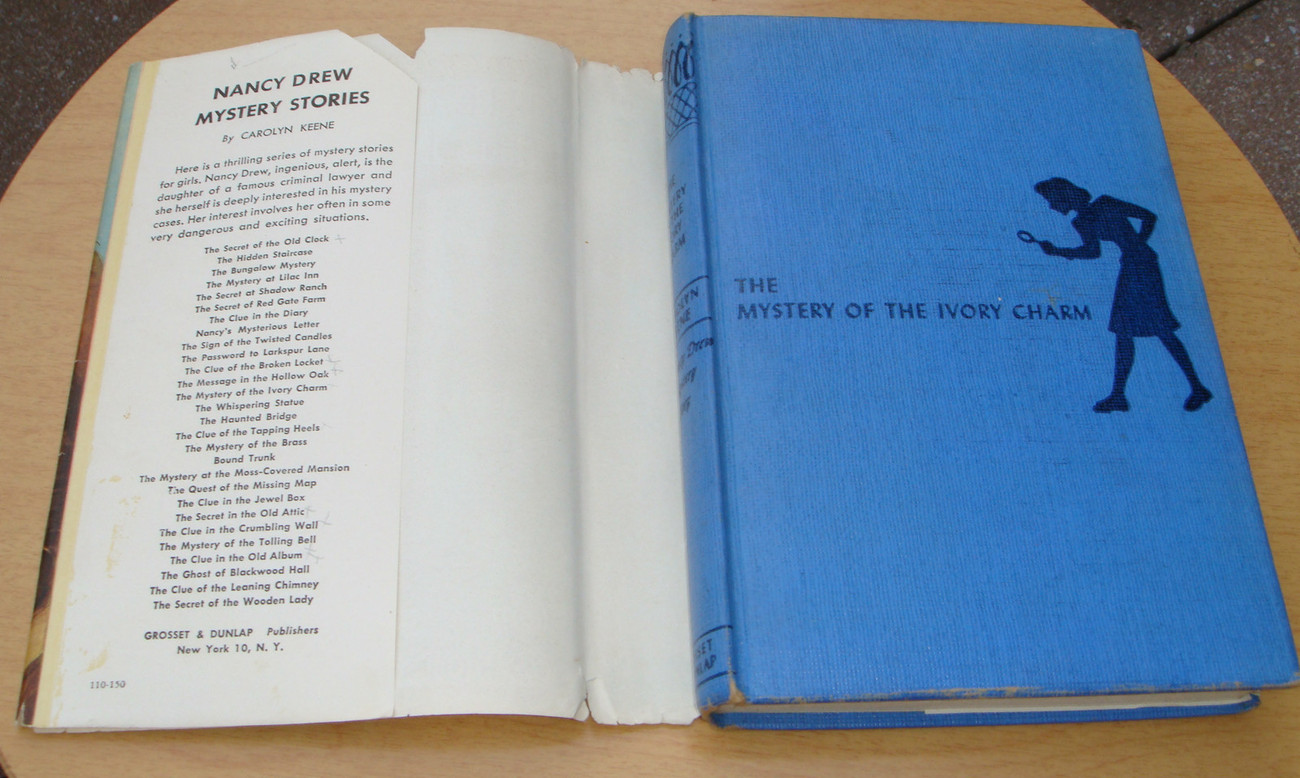 NANCY DREW
MYSTERY STORIES
By CAROLYN KEENE
Here is a thrilling series of mystery stories
for girls. Nancy Drew, ingenious, alert, is the
daughter of a famous criminal lawyer and
she herself is deeply interested in his mystery
cases. Her interest involves her often in some
very dangerous and exciting situations.
The Secret of the Old Clock
The Hidden Staircase
The Bungalow Mystery
The Mystery at Lilac Inn
The Secret at Shadow Ranch
The Secret of Red Gate Farm
The Clue in the Diary
Nancy's Mysterious Letter
The Sign of the Twisted Candles
The Password to Larkspur Lane
The Clue of the Broken Locket
The Message in the Hollow Oak
The Mystery of the Ivory Charm
The Whispering Statue
The Haunted Bridge
The Clue of the Tapping Heels
The Mystery of the Brass
Bound Trunk
The Mystery at the Moss-Covered Mansion
The Quest of the Missing Map
The Clue in the Jewel Box
The Secret in the Old Attic
The Clue in the Crumbling Wall
The Mystery of the Tolling Bell
The Clue in the Old Album
The Ghost of Blackwood Hall
The Clue of the Leaning Chimney
The Secret of the Wooden Lady
GROSSET & DUNLAP Publishers
New York 10, N. Y.
110-150
THE
MYSTERY OF THE IVORY CHARM
Drew